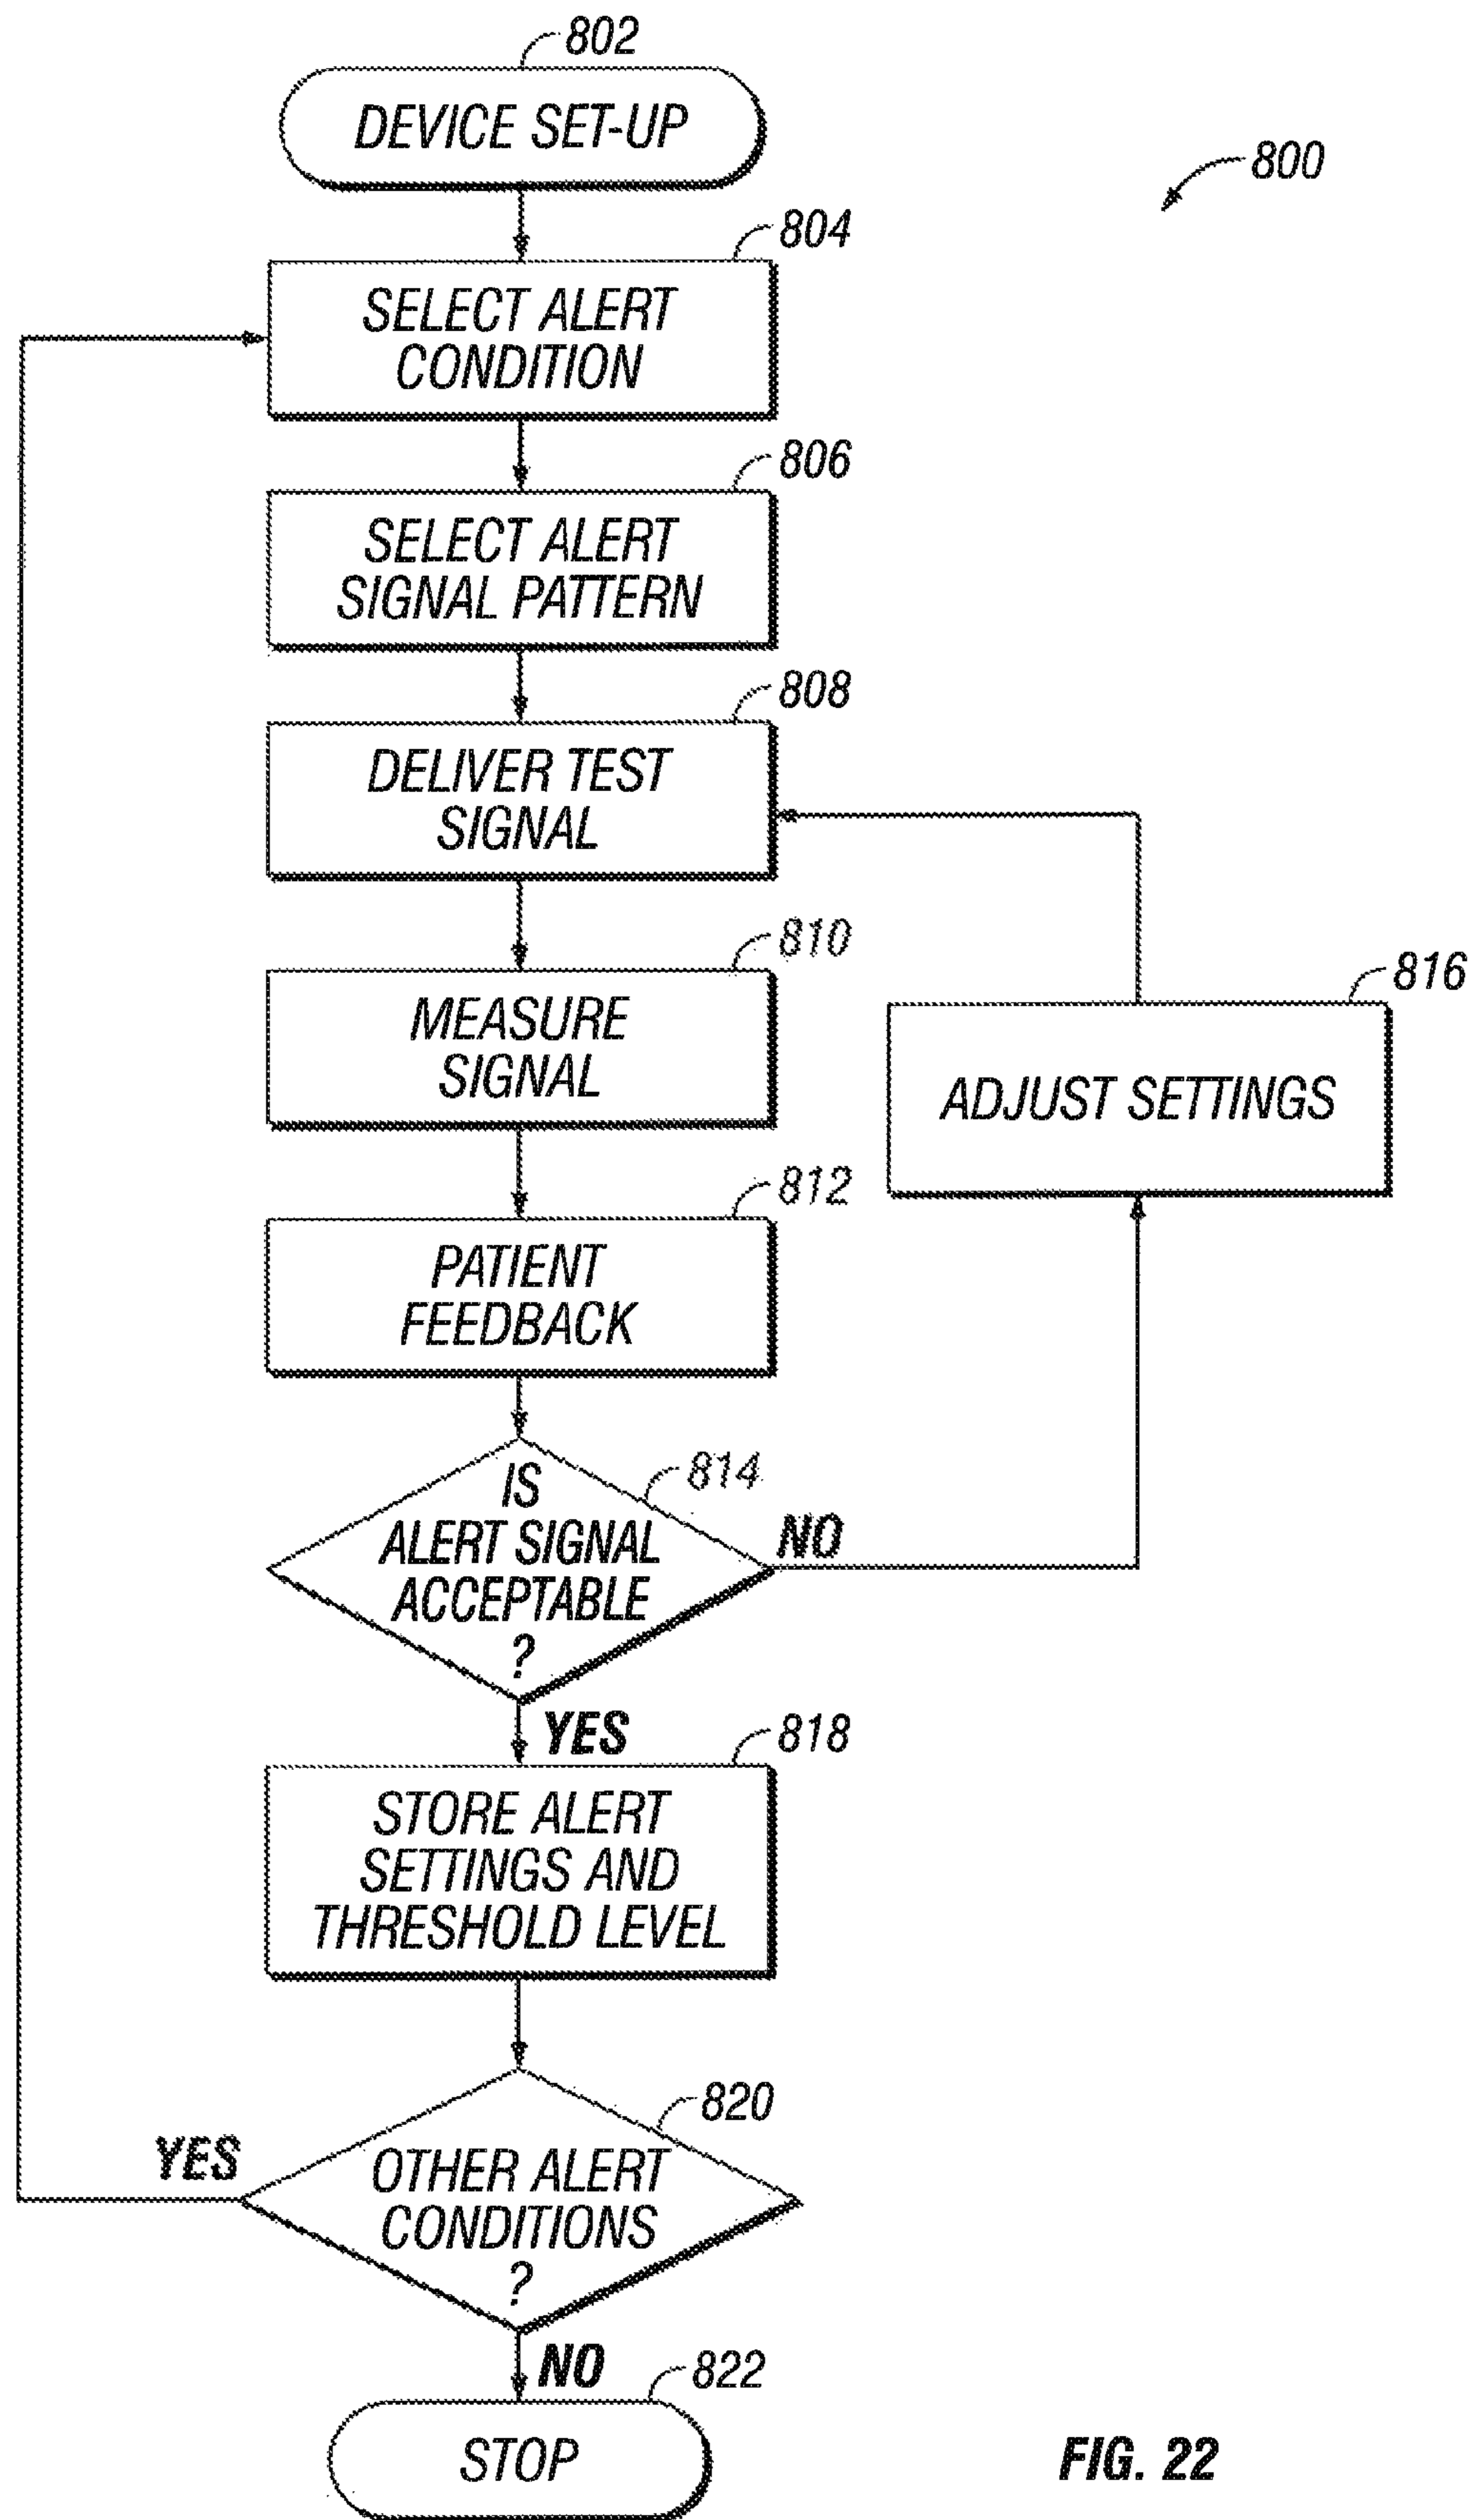 802
DEVICE SET-UP
800
804
SELECT ALERT
CONDITION
806
SELECT ALERT
SIGNAL PATTERN
808
DELIVER TEST
SIGNAL
810
MEASURE
SIGNAL
816
ADJUST SETTINGS
812
PATIENT
FEEDBACK
814
IS
ALERT SIGNAL
ACCEPTABLE
?
NO
YES
818
STORE ALERT
SETTINGS AND
THRESHOLD LEVEL
820
OTHER ALERT
CONDITIONS
?
YES
NO
822
STOP
FIG. 22